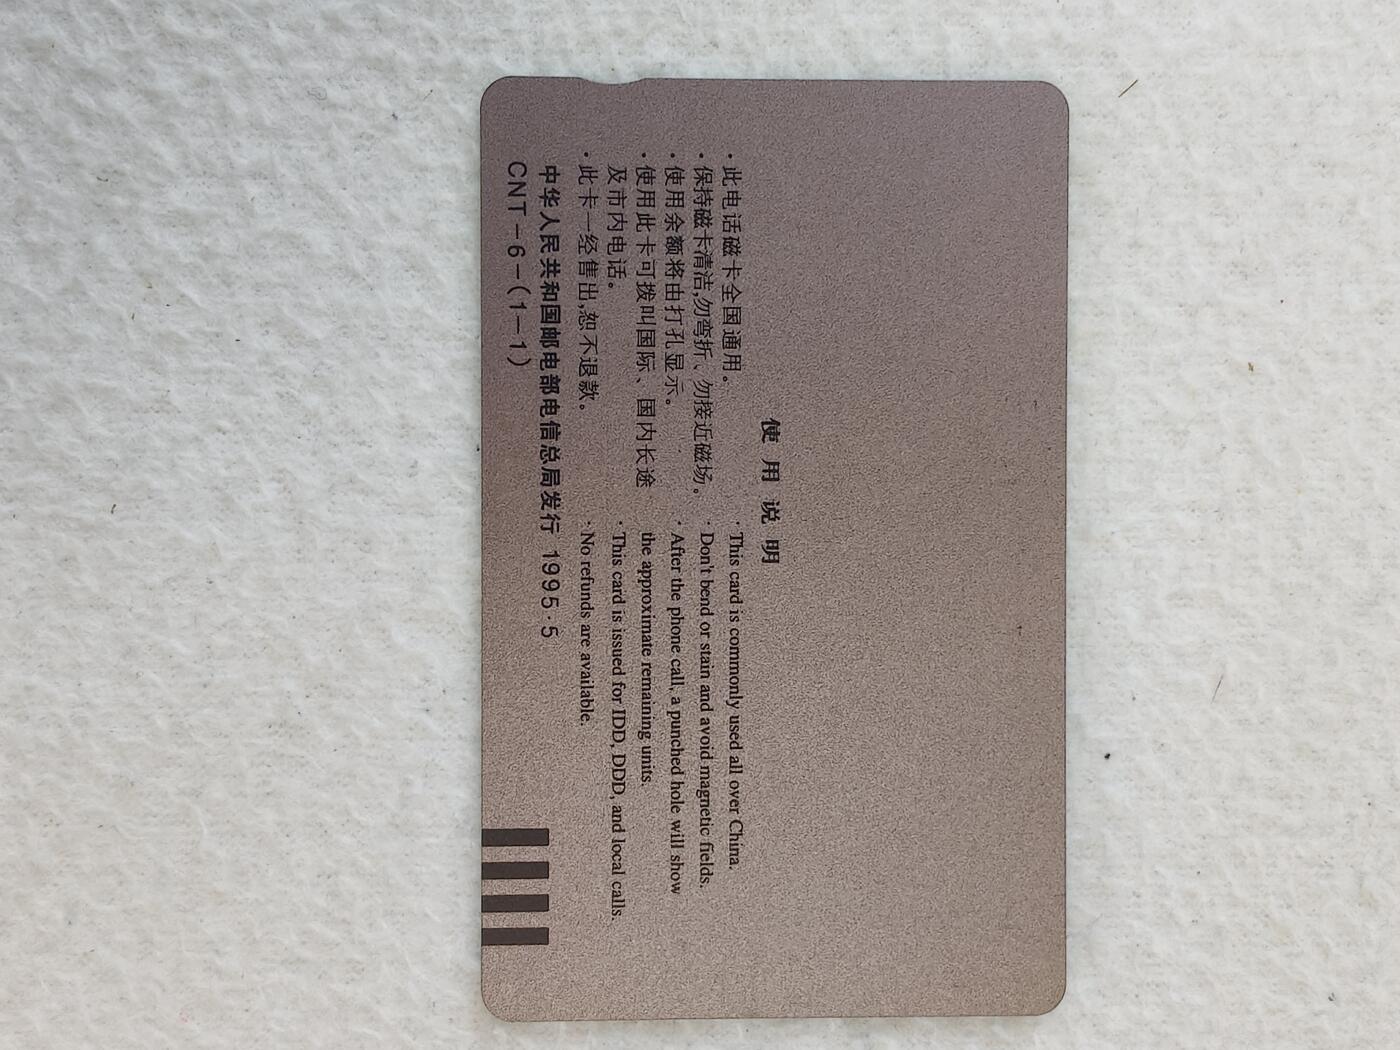 使用说明
·此电话磁卡全国通用。
·保持磁卡清洁,勿弯折、勿接近磁场。
·使用余额将由打孔显示。
·使用此卡可拨叫国际、国内长途
及市内电话。
·此卡一经售出,恕不退款。
·This card is commonly used all over China.
·Don't bend or stain and avoid magnetic fields.
·After the phone call, a punched hole will show
the approximate remaining units.
·This card is issued for IDD, DDD, and local calls.
·No refunds are available.
中华人民共和国邮电部电信总局发行 1995·5
CNT-6-(1-1)